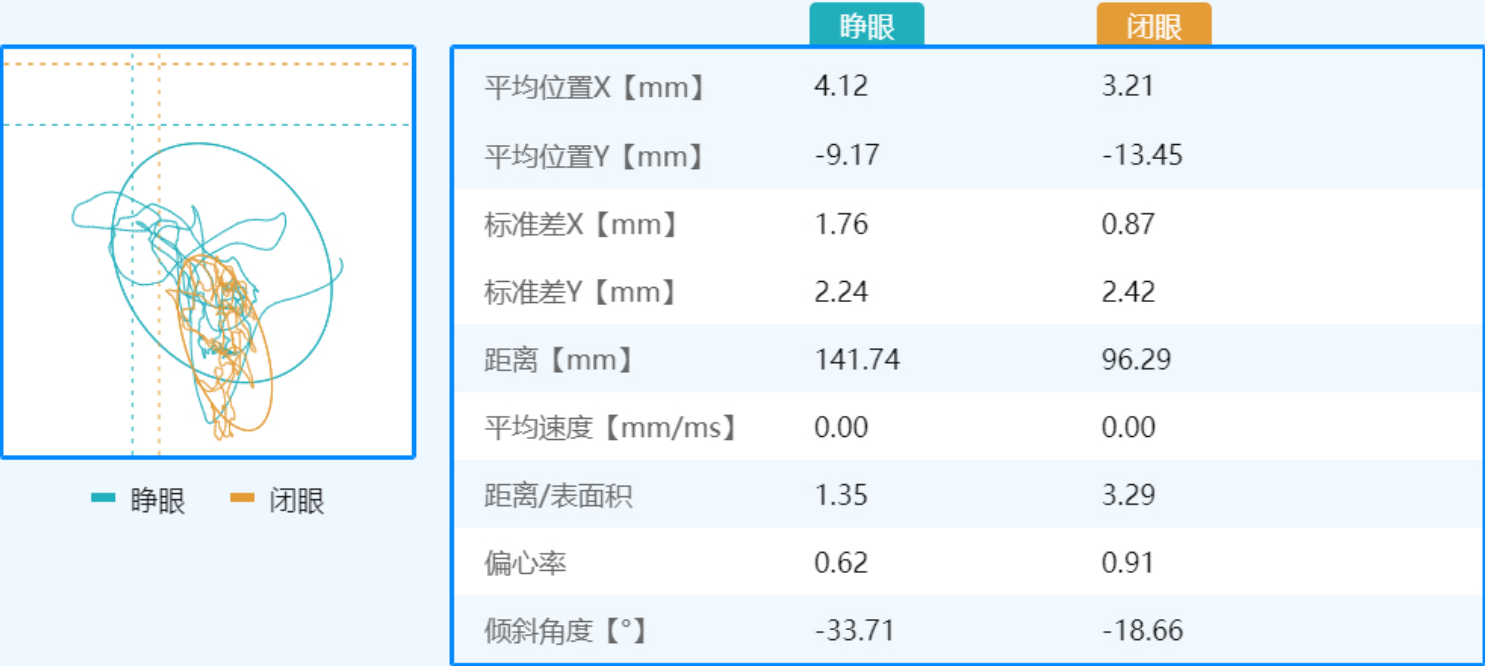 睁眼 闭眼
平均位置X【mm】 4.12 3.21
平均位置Y【mm】 -9.17 -13.45
标准差X【mm】 1.76 0.87
标准差Y【mm】 2.24 2.42
距离【mm】 141.74 96.29
平均速度【mm/ms】 0.00 0.00
距离/表面积 1.35 3.29
偏心率 0.62 0.91
倾斜角度【°】 -33.71 -18.66
睁眼 闭眼